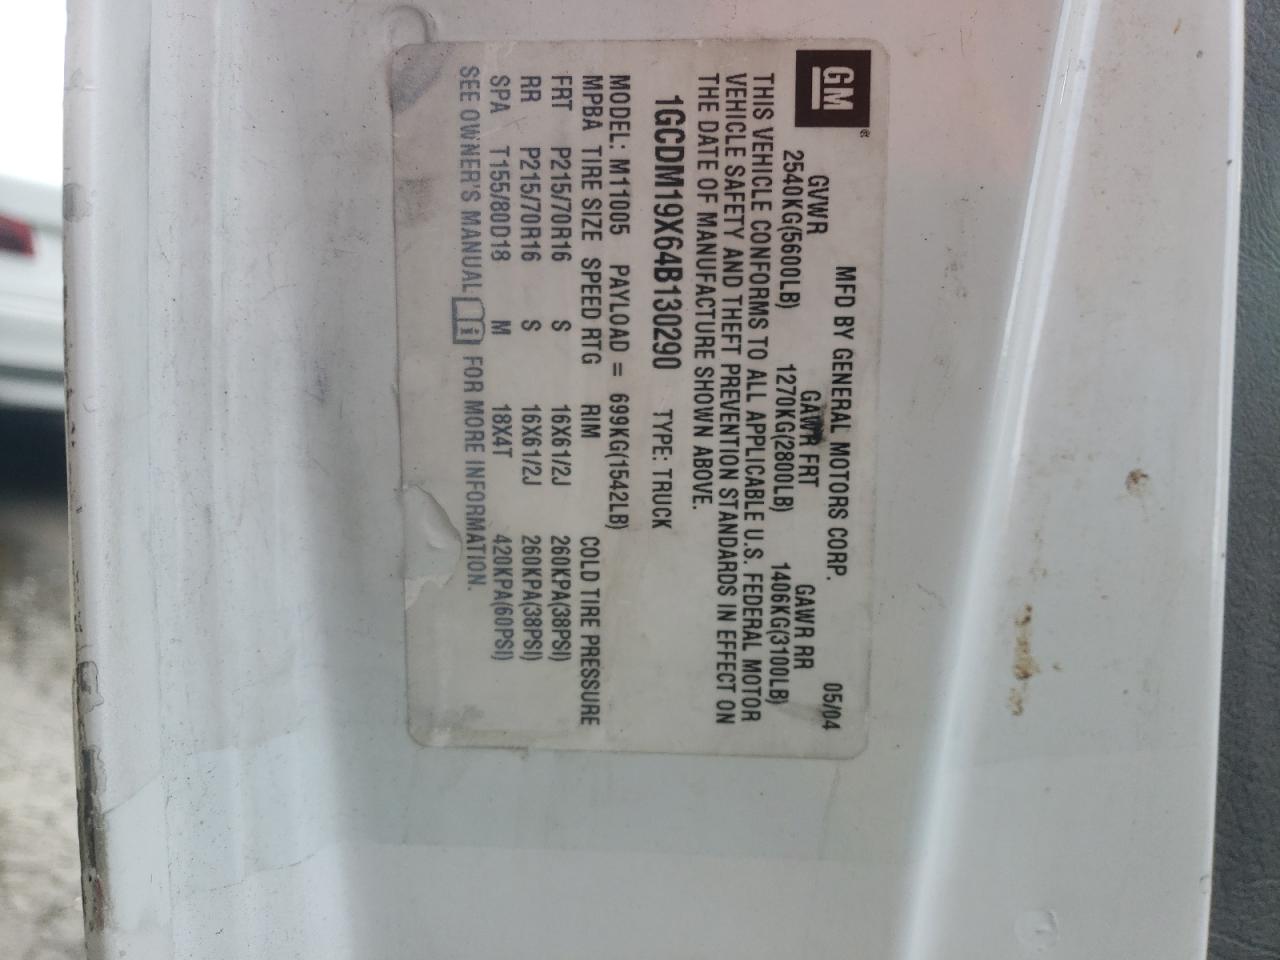 GM®
MFD BY GENERAL MOTORS CORP. 05/04
GVWR GAWR FRT GAWR RR
2540KG(5600LB) 1270KG(2800LB) 1406KG(3100LB)
THIS VEHICLE CONFORMS TO ALL APPLICABLE U.S. FEDERAL MOTOR
VEHICLE SAFETY AND THEFT PREVENTION STANDARDS IN EFFECT ON
THE DATE OF MANUFACTURE SHOWN ABOVE.
1GCDM19X64B130290 TYPE: TRUCK
MODEL: M11005 PAYLOAD = 699KG(1542LB)
MPBA TIRE SIZE SPEED RTG RIM COLD TIRE PRESSURE
FRT P215/70R16 S 16X61/2J 260KPA(38PSI)
RR P215/70R16 S 16X61/2J 260KPA(38PSI)
SPA T155/80D18 M 18X4T 420KPA(60PSI)
SEE OWNER'S MANUAL i FOR MORE INFORMATION.